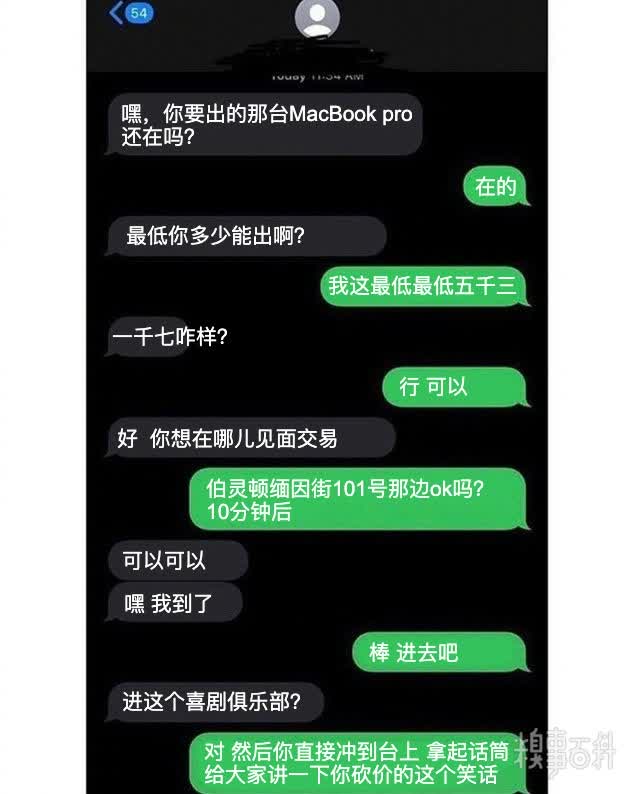 54
Today 11:34 AM
嘿，你要出的那台MacBook pro
还在吗？
在的
最低你多少能出啊？
我这最低最低五千三
一千七咋样？
行 可以
好 你想在哪儿见面交易
伯灵顿缅因街101号那边ok吗？
10分钟后
可以可以
嘿 我到了
棒 进去吧
进这个喜剧俱乐部？
对 然后你直接冲到台上 拿起话筒
给大家讲一下你砍价的这个笑话
糗事百科